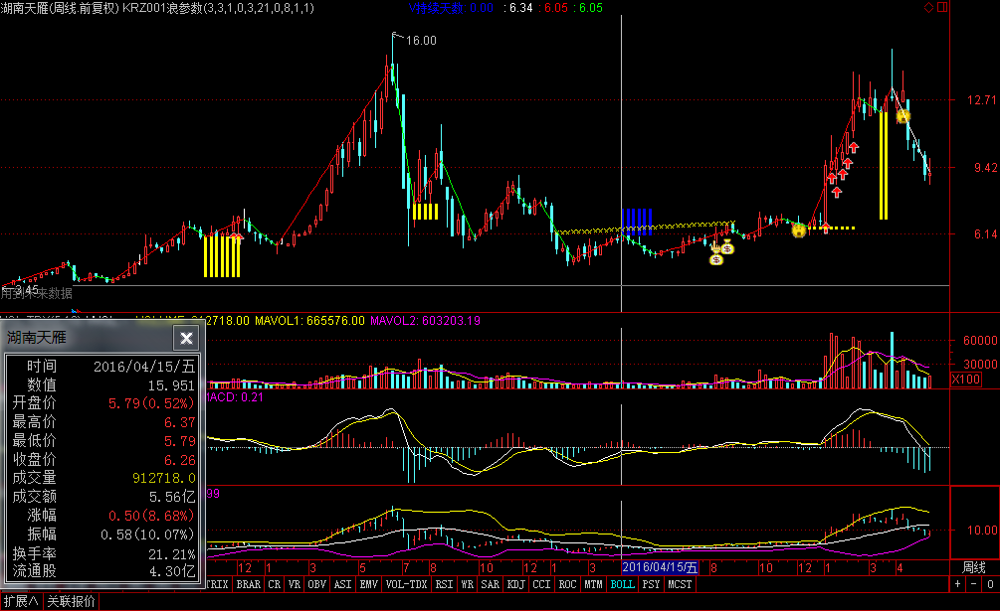 湖南天雁(周线.前复权) KRZ001浪参数(3,3,1,0,3,21,0,8,1,1) V持续天数: 0.00 : 6.34 : 6.05 : 6.05
16.00
12.71
9.42
6.14
3.45
用到未来数据
912718.00 MAVOL1: 665576.00 MAVOL2: 603203.19
60000
30000
X100
MACD: 0.21
99
10.00
湖南天雁
时间 2016/04/15/五
数值 15.951
开盘价 5.79(0.52%)
最高价 6.37
最低价 5.79
收盘价 6.26
成交量 912718.0
成交额 5.56亿
涨幅 0.50(8.68%)
振幅 0.58(10.07%)
换手率 21.21%
流通股 4.30亿
12 1 3 5 7 8 10 12 1 3 2016/04/15/五 8 10 12 1 3 4 周线
TRIX BRAR CR VR OBV ASI EMV VOL-TDX RSI WR SAR KDJ CCI ROC MTM BOLL PSY MCST + - 0
扩展∧ 关联报价